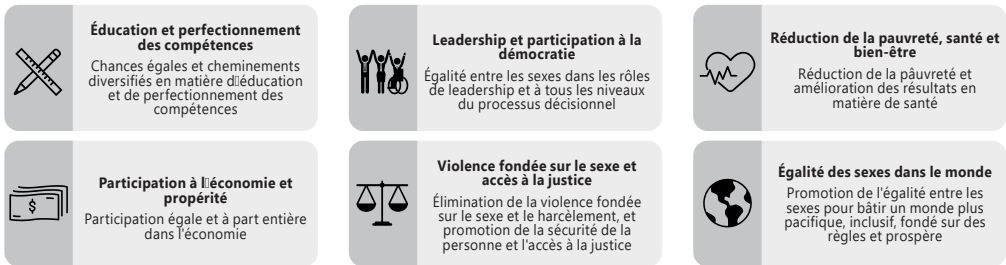 Éducation et perfectionnement
des compétences
Chances égales et cheminements
diversifiés en matière d▯éducation
et de perfectionnement des
compétences
Leadership et participation à la
démocratie
Égalité entre les sexes dans les rôles
de leadership et à tous les niveaux
du processus décisionnel
Réduction de la pauvreté, santé et
bien-être
Réduction de la pâuvreté et
amélioration des résultats en
matière de santé
Participation à l▯économie et
propérité
Participation égale et à part entière
dans l'économie
Violence fondée sur le sexe et
accès à la justice
Élimination de la violence fondée
sur le sexe et le harcèlement, et
promotion de la sécurité de la
personne et l'accès à la justice
Égalité des sexes dans le monde
Promotion de l'égalité entre les
sexes pour bâtir un monde plus
pacifique, inclusif, fondé sur des
règles et prospère
$